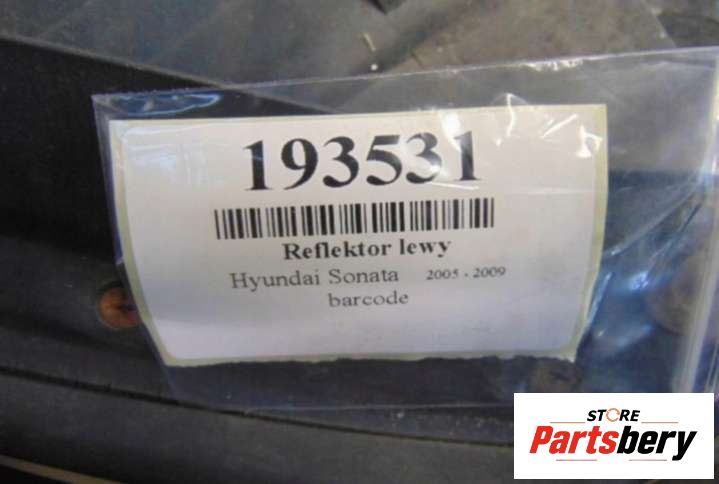 193531
Reflektor lewy
Hyundai Sonata 2005 - 2009
barcode
STORE
Partsbery